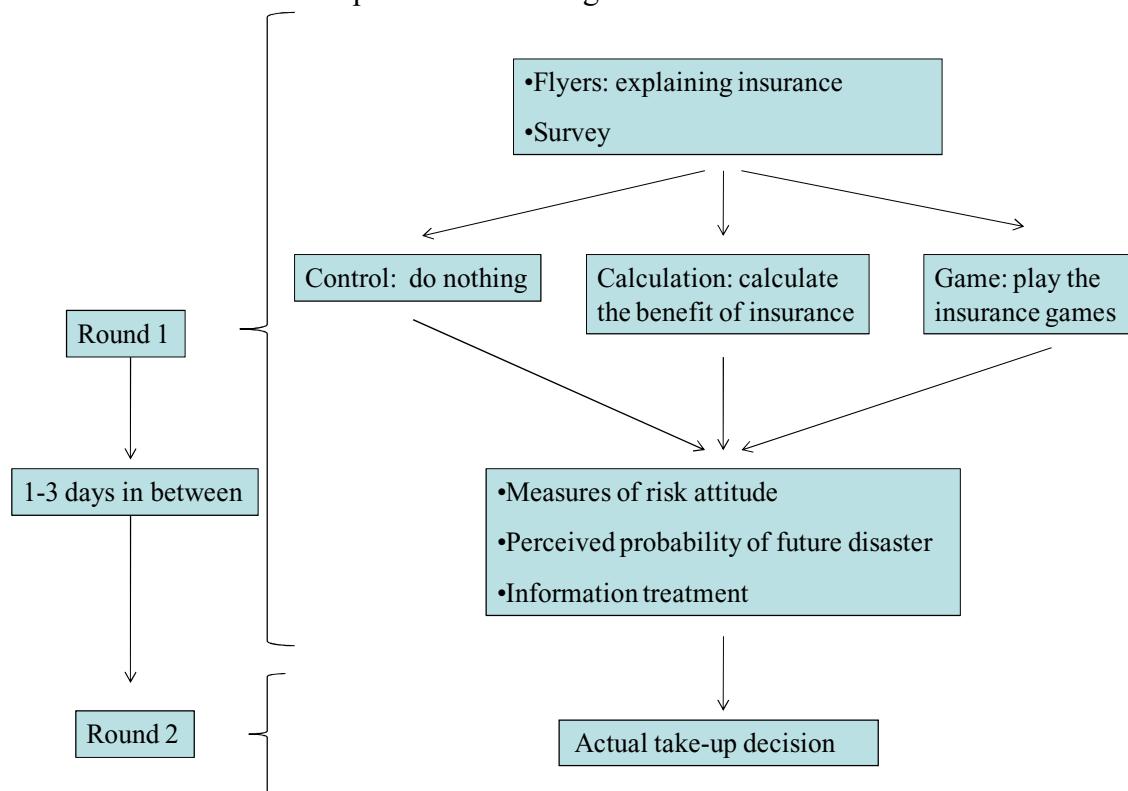 •Flyers: explaining insurance
•Survey
Control: do nothing
Calculation: calculate
the benefit of insurance
Game: play the
insurance games
Round 1
1-3 days in between
•Measures of risk attitude
•Perceived probability of future disaster
•Information treatment
Round 2
Actual take-up decision